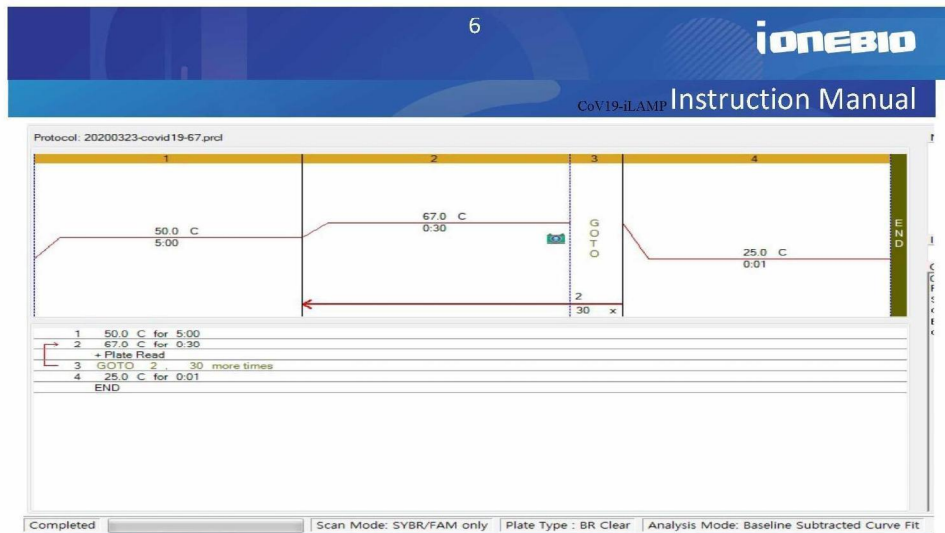 6
ionebio
CoV19-iLAMP Instruction Manual
Protocol: 20200323-covid19-67.prcl
1 2 3 4
50.0 C
5:00
67.0 C
0:30
GOTO
2
30 x
25.0 C
0:01
END
1 50.0 C for 5:00
2 67.0 C for 0:30
+ Plate Read
3 GOTO 2 , 30 more times
4 25.0 C for 0:01
END
Completed Scan Mode: SYBR/FAM only Plate Type : BR Clear Analysis Mode: Baseline Subtracted Curve Fit